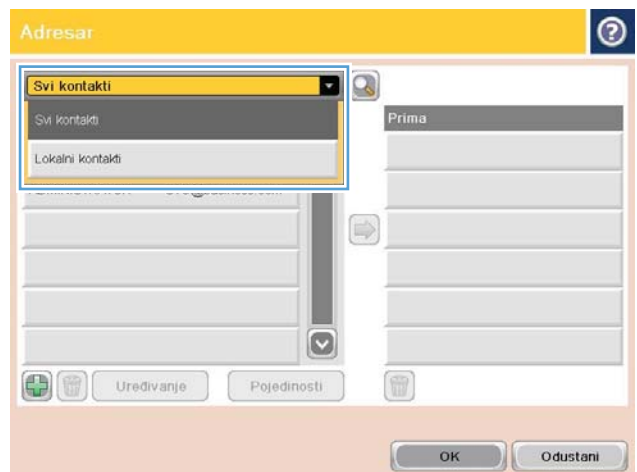 Adresar
?
Svi kontakti
Svi kontakti
Prima
Lokalni kontakti
Uređivanje
Pojedinosti
OK
Odustani